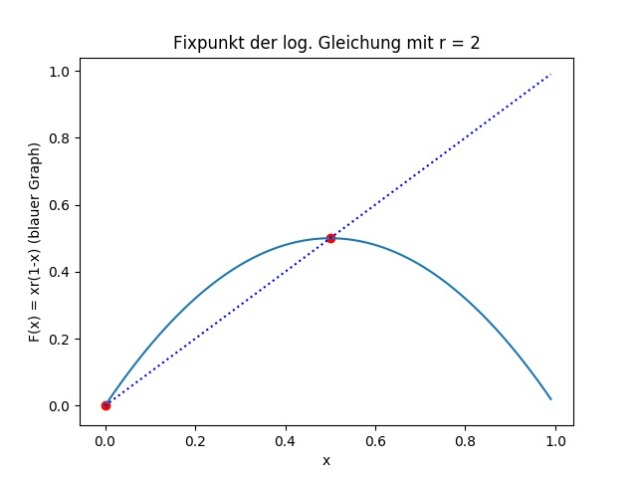 Fixpunkt der log. Gleichung mit r = 2
F(x) = xr(1-x) (blauer Graph)
1.0
0.8
0.6
0.4
0.2
0.0
0.0 0.2 0.4 0.6 0.8 1.0
x